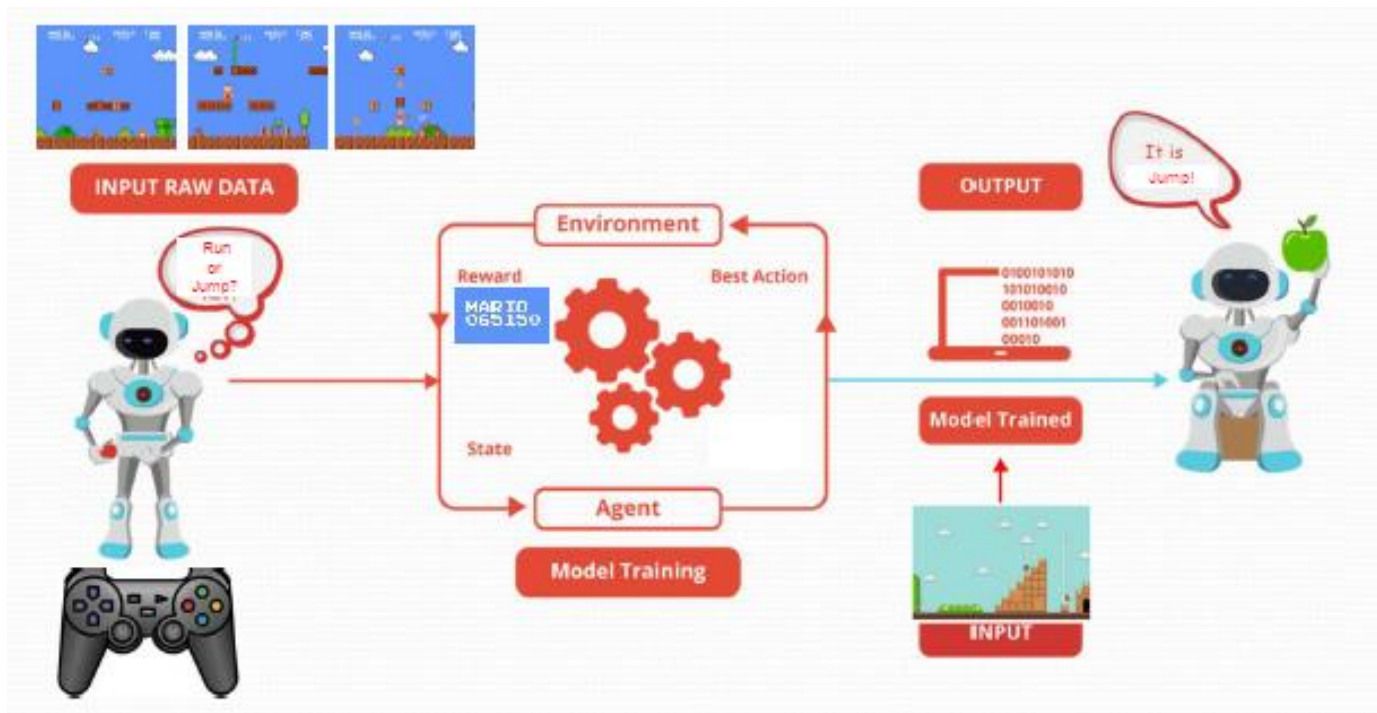 INPUT RAW DATA
Run
or
Jump?
Environment
Reward
MARIO
065150
Best Action
State
Agent
Model Training
OUTPUT
It is
Jump!
0100101010
101010010
0010010
001101001
00010
Model Trained
INPUT